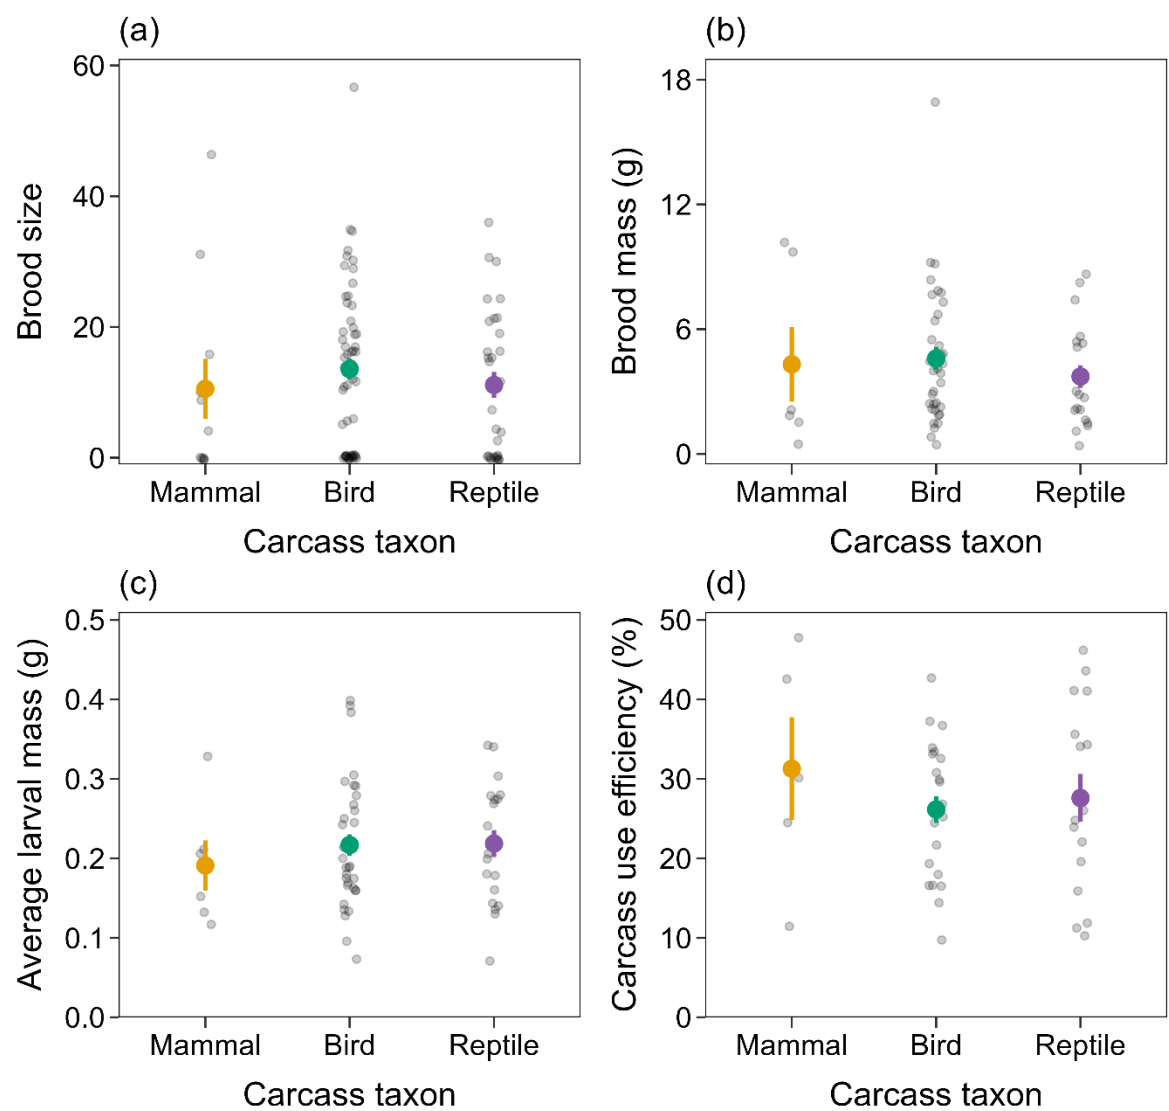 (a)
Brood size
60
40
20
0
Mammal Bird Reptile
Carcass taxon
(b)
Brood mass (g)
18
12
6
0
Mammal Bird Reptile
Carcass taxon
(c)
Average larval mass (g)
0.5
0.4
0.3
0.2
0.1
0.0
Mammal Bird Reptile
Carcass taxon
(d)
Carcass use efficiency (%)
50
40
30
20
10
0
Mammal Bird Reptile
Carcass taxon